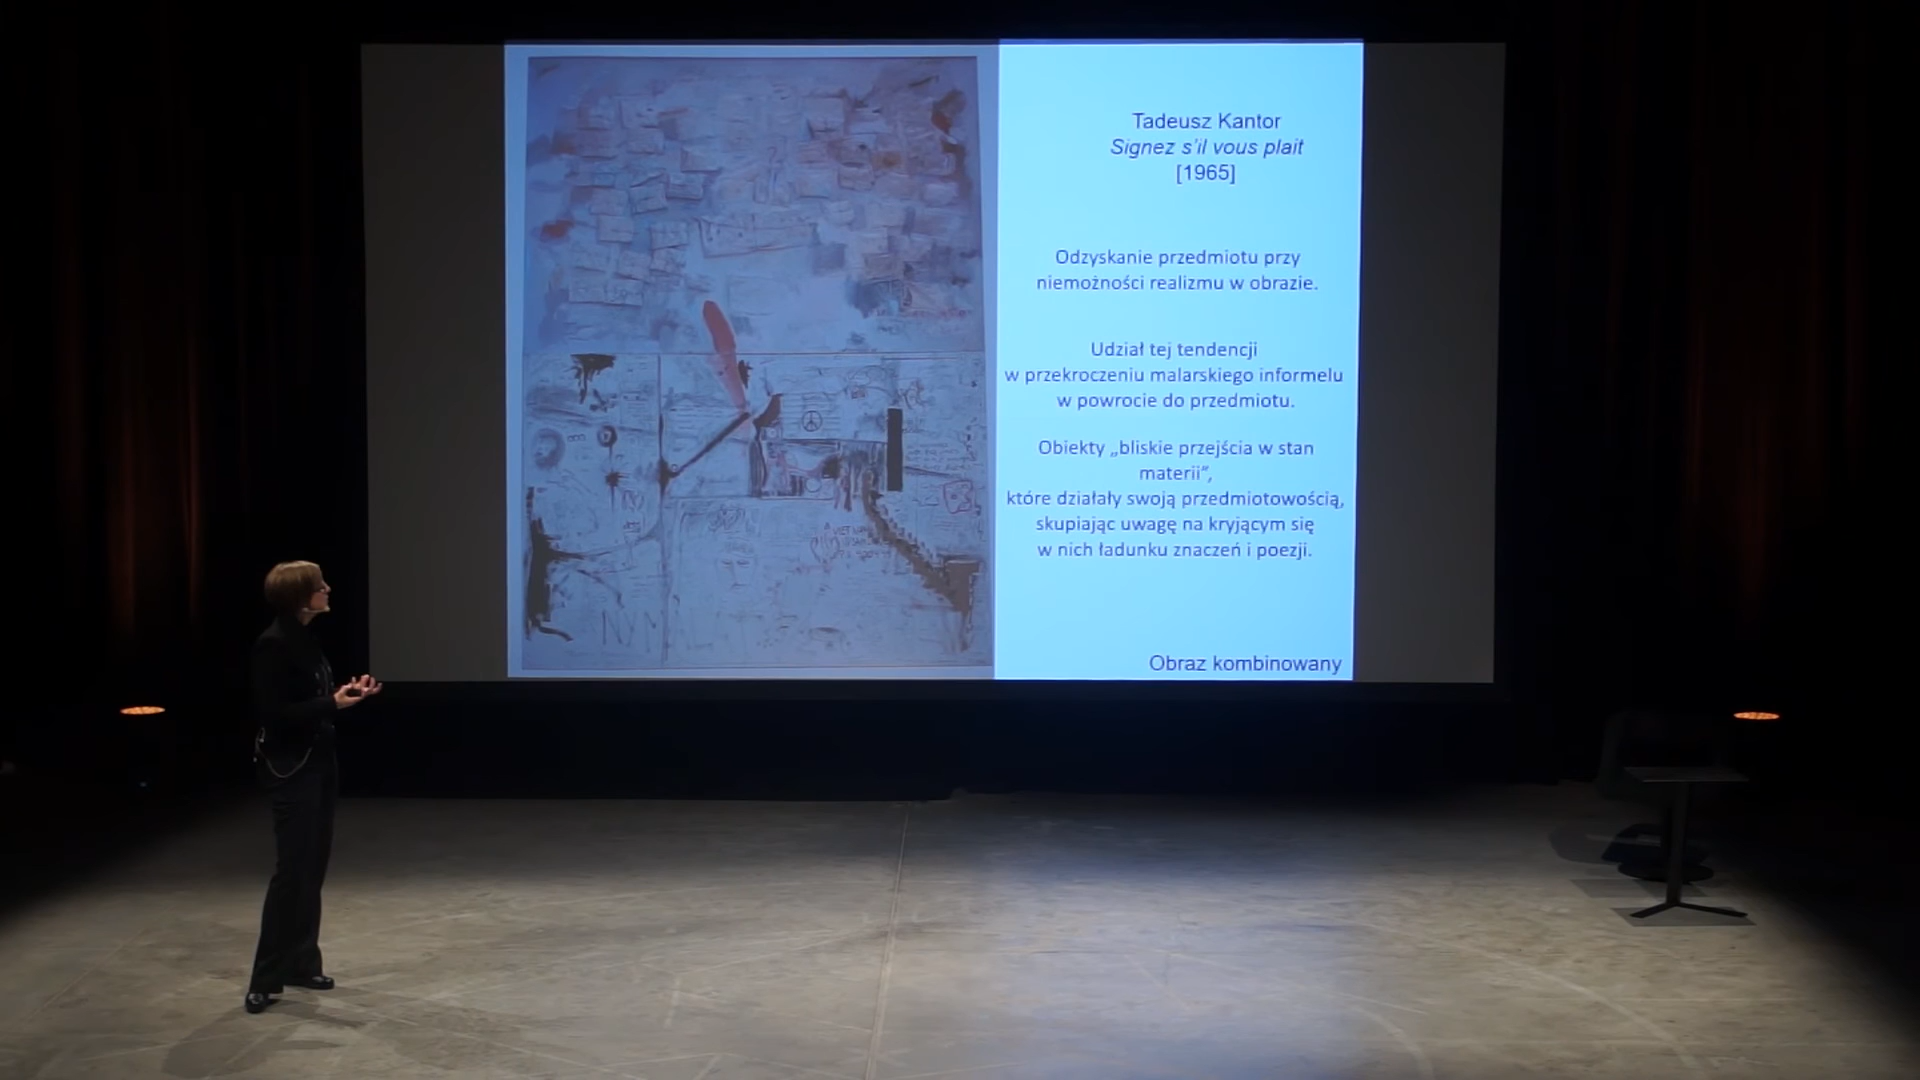 Tadeusz Kantor
Signez s'il vous plait
[1965]
Odzyskanie przedmiotu przy
niemożności realizmu w obrazie.
Udział tej tendencji
w przekroczeniu malarskiego informelu
w powrocie do przedmiotu.
Obiekty „bliskie przejścia w stan
materii”,
które działały swoją przedmiotowością,
skupiając uwagę na kryjącym się
w nich ładunku znaczeń i poezji.
Obraz kombinowany